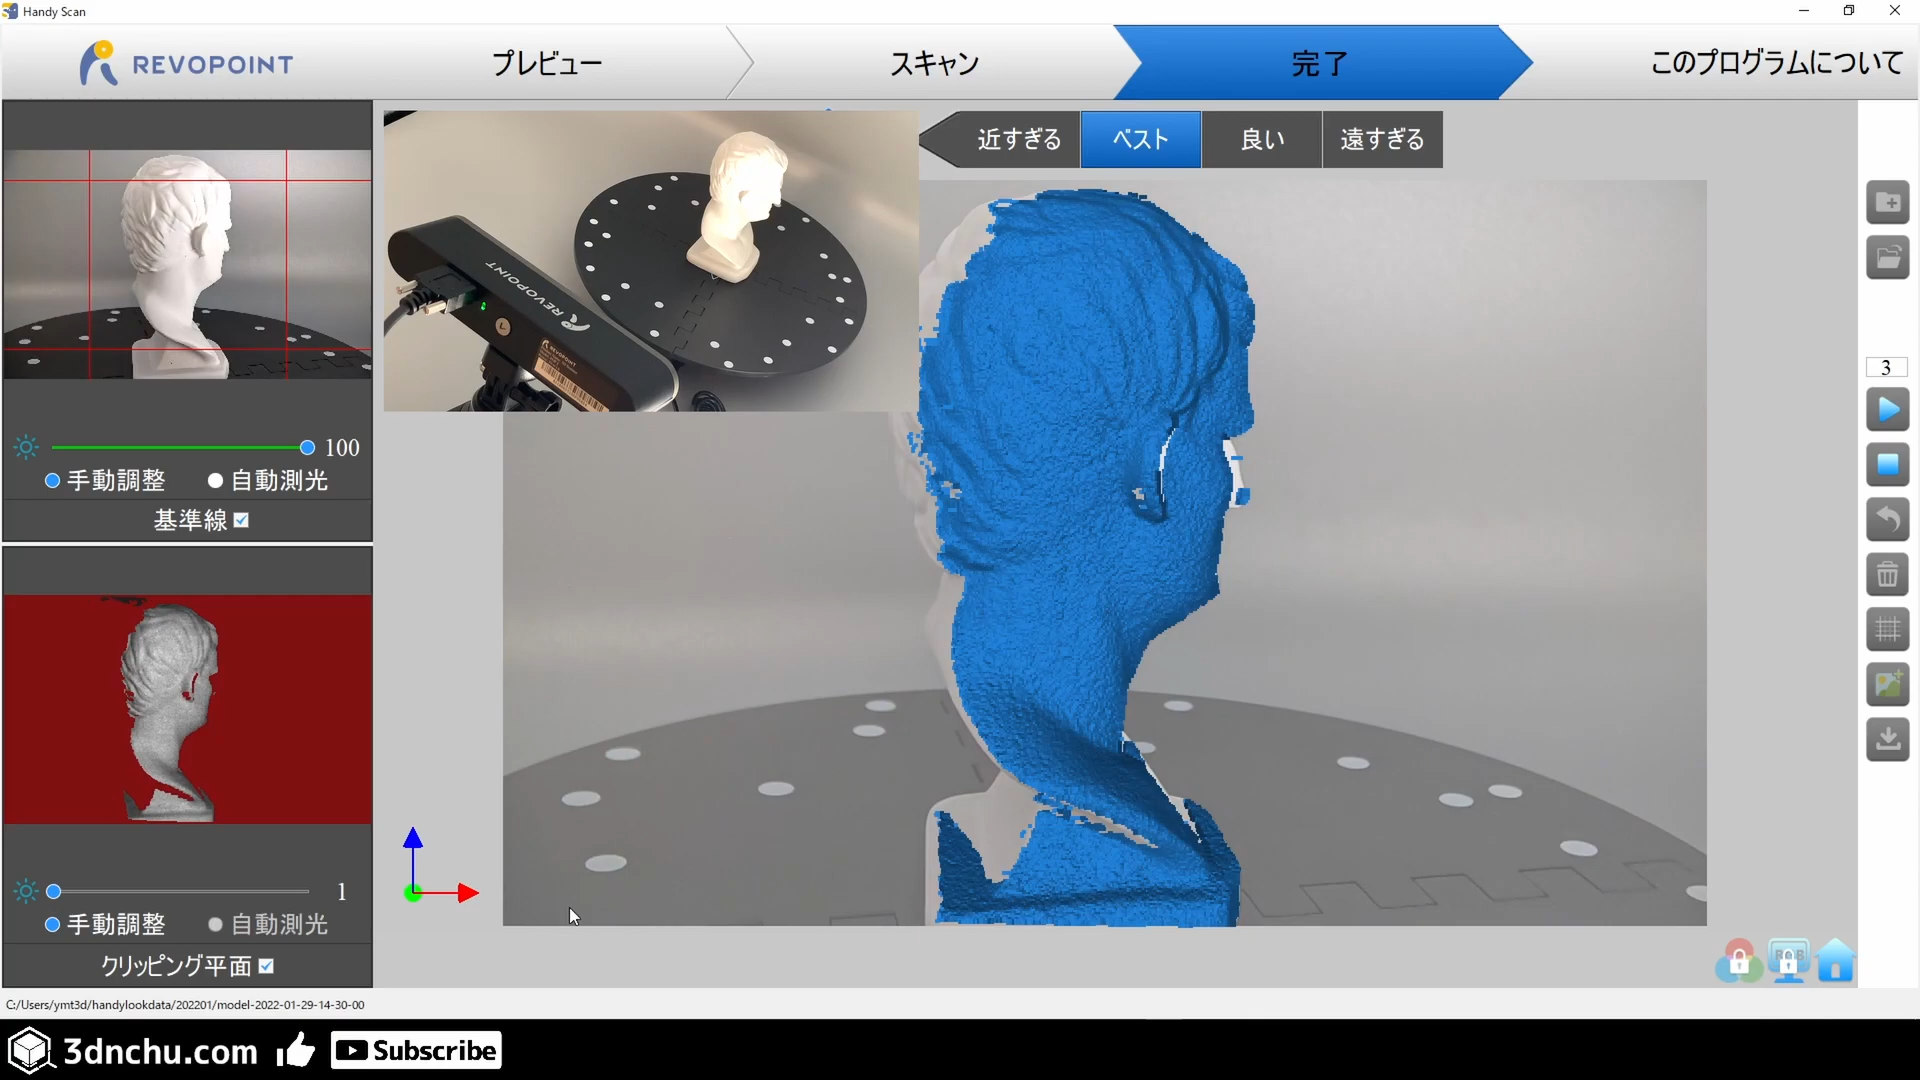 Handy Scan
REVOPOINT
プレビュー
スキャン
完了
このプログラムについて
近すぎる
ベスト
良い
遠すぎる
REVOPOINT
REVOPOINT
3
100
手動調整
自動測光
基準線
1
手動調整
自動測光
クリッピング平面
RGB
C:/Users/ymt3d/handylookdata/202201/model-2022-01-29-14-30-00
3dnchu.com
Subscribe